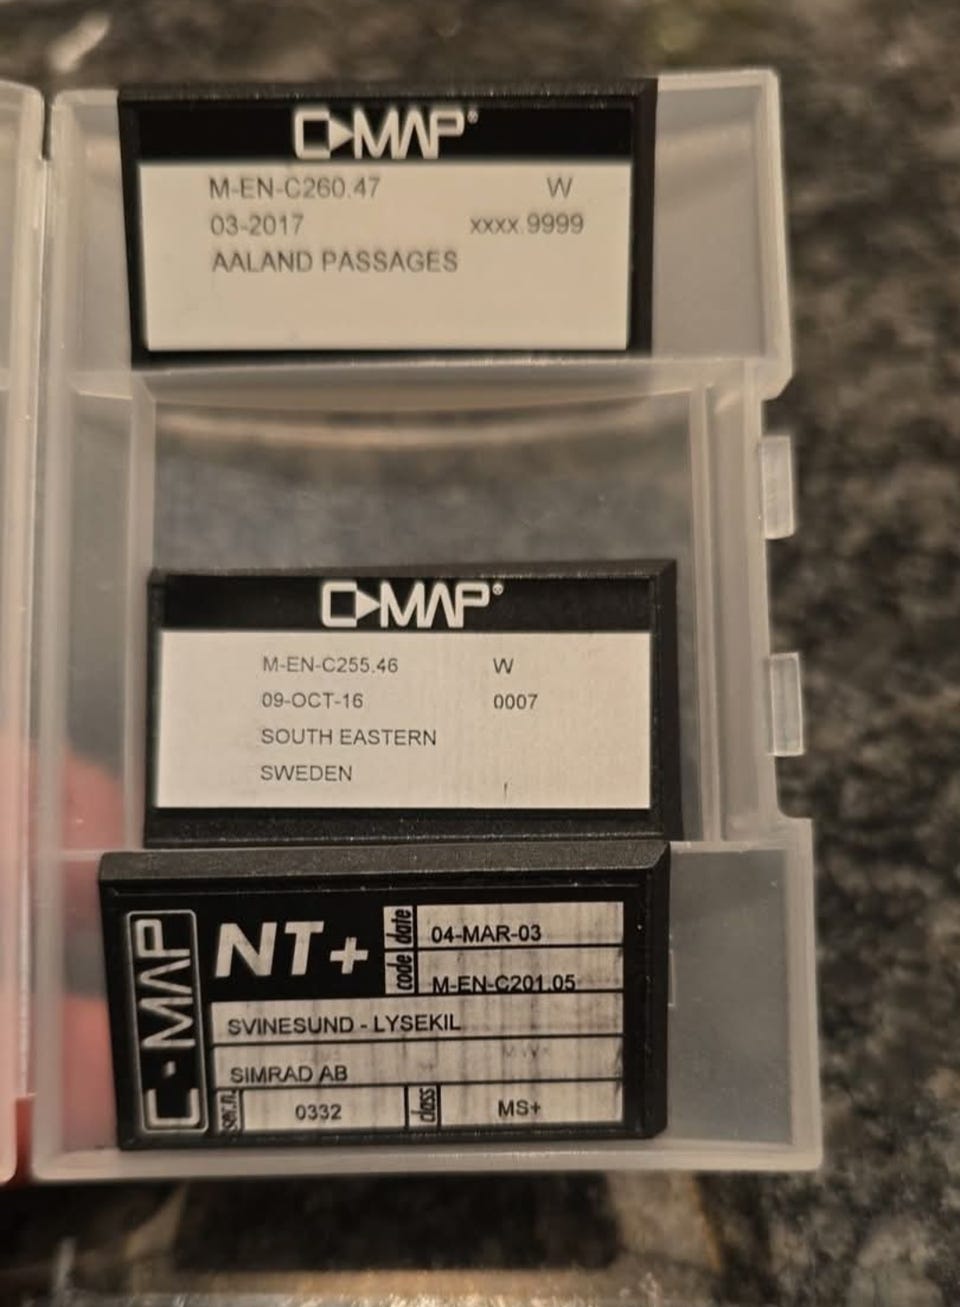 C-MAP®
M-EN-C260.47 W
03-2017 xxxx.9999
AALAND PASSAGES
C-MAP®
M-EN-C255.46 W
09-OCT-16 0007
SOUTH EASTERN
SWEDEN
C-MAP
NT+
date 04-MAR-03
code M-EN-C201.05
SVINESUND - LYSEKIL
SIMRAD AB
ser.n. 0332 class MS+